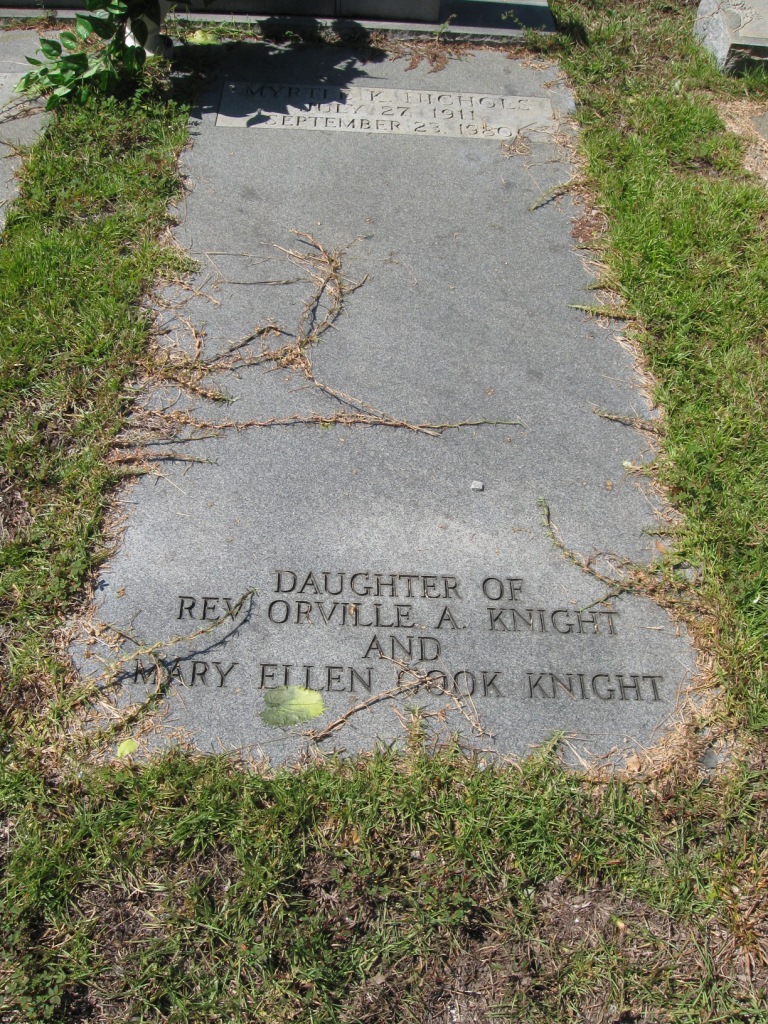 MYRTLE K. NICHOLS
JULY 27, 1911
SEPTEMBER 23, 1980
DAUGHTER OF
REV. ORVILLE A. KNIGHT
AND
MARY ELLEN COOK KNIGHT